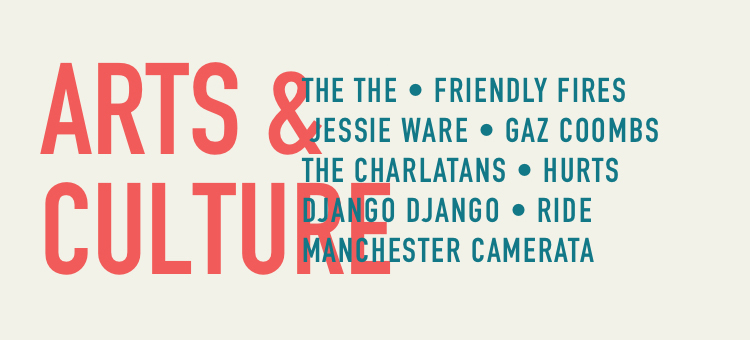 ARTS &
CULTURE
THE THE • FRIENDLY FIRES
JESSIE WARE • GAZ COOMBS
THE CHARLATANS • HURTS
DJANGO DJANGO • RIDE
MANCHESTER CAMERATA